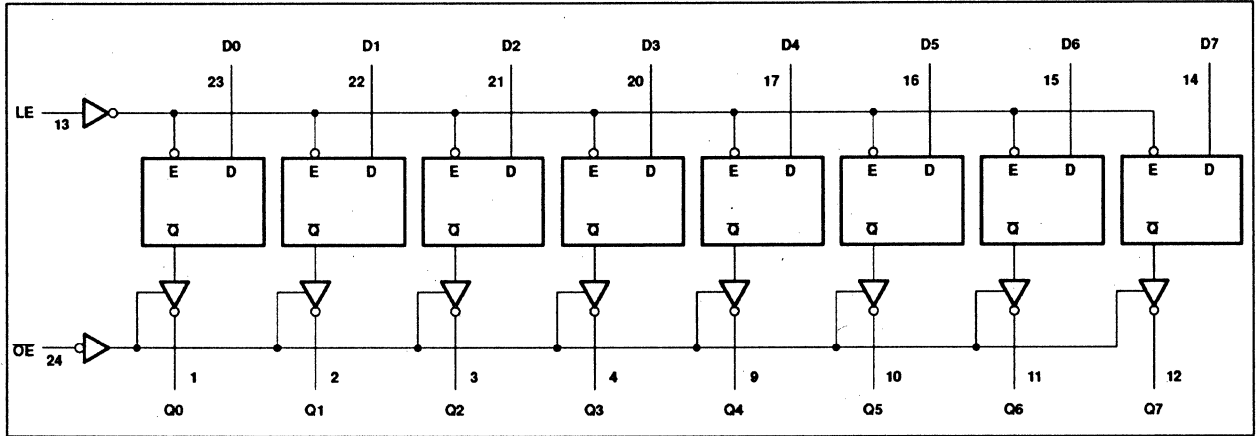 D0 D1 D2 D3 D4 D5 D6 D7
23 22 21 20 17 16 15 14
LE
13
E D E D E D E D E D E D E D E D
Q̅ Q̅ Q̅ Q̅ Q̅ Q̅ Q̅ Q̅
O̅E
24
1 2 3 4 9 10 11 12
Q0 Q1 Q2 Q3 Q4 Q5 Q6 Q7